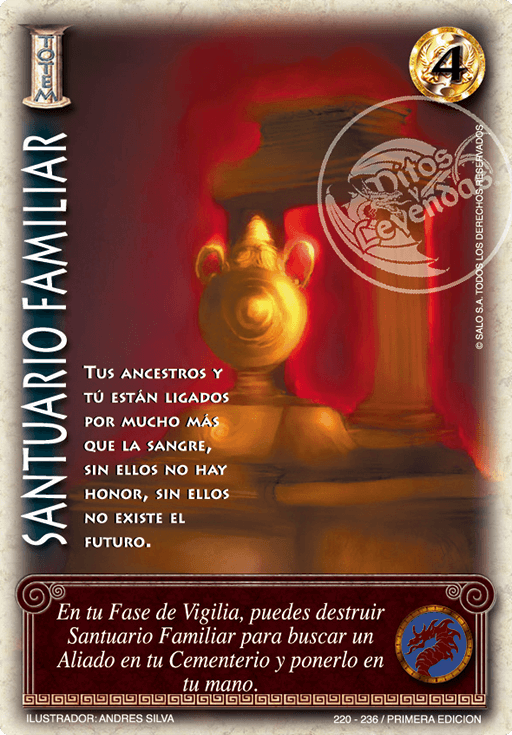 TOTEM
4
SANTUARIO FAMILIAR
Mitos
y
Leyendas
© SALO S.A. TODOS LOS DERECHOS RESERVADOS
TUS ANCESTROS Y
TÚ ESTÁN LIGADOS
POR MUCHO MÁS
QUE LA SANGRE,
SIN ELLOS NO HAY
HONOR, SIN ELLOS
NO EXISTE EL
FUTURO.
En tu Fase de Vigilia, puedes destruir
Santuario Familiar para buscar un
Aliado en tu Cementerio y ponerlo en
tu mano.
ILUSTRADOR: ANDRES SILVA
220 - 236 / PRIMERA EDICION